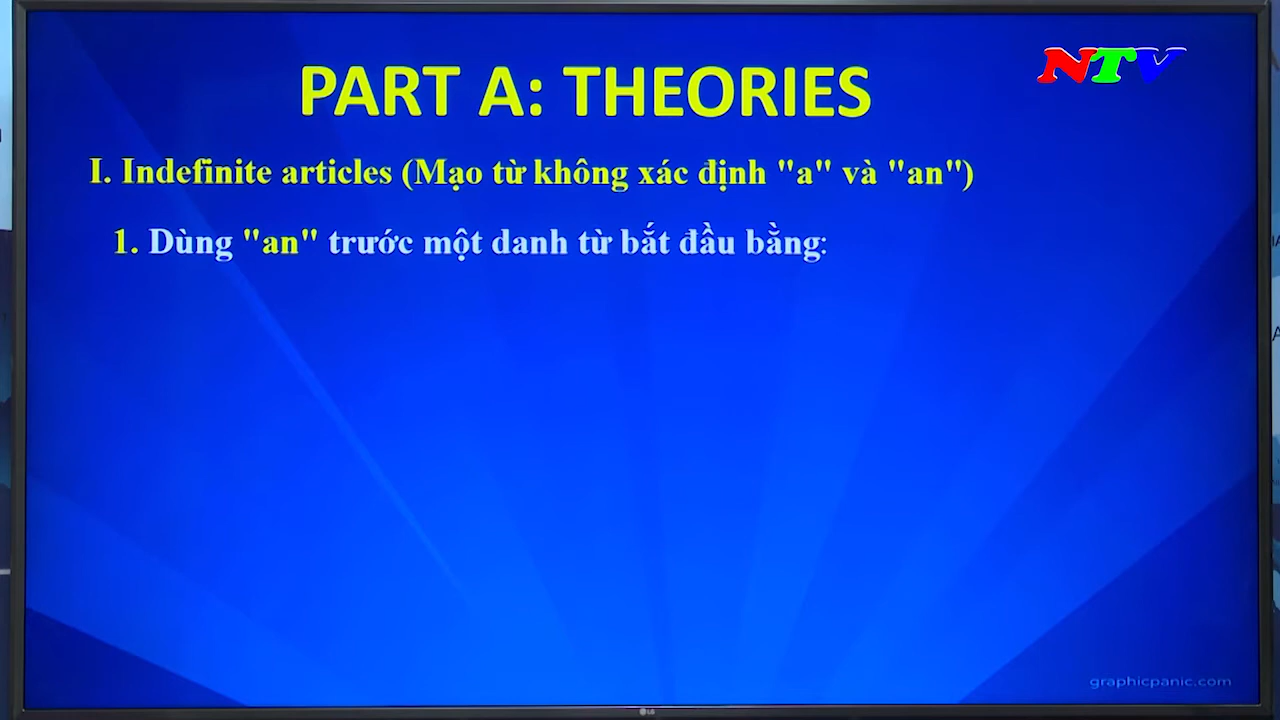 NTV
PART A: THEORIES
I. Indefinite articles (Mạo từ không xác định "a" và "an")
1. Dùng "an" trước một danh từ bắt đầu bằng:
graphicpanic.com
LG